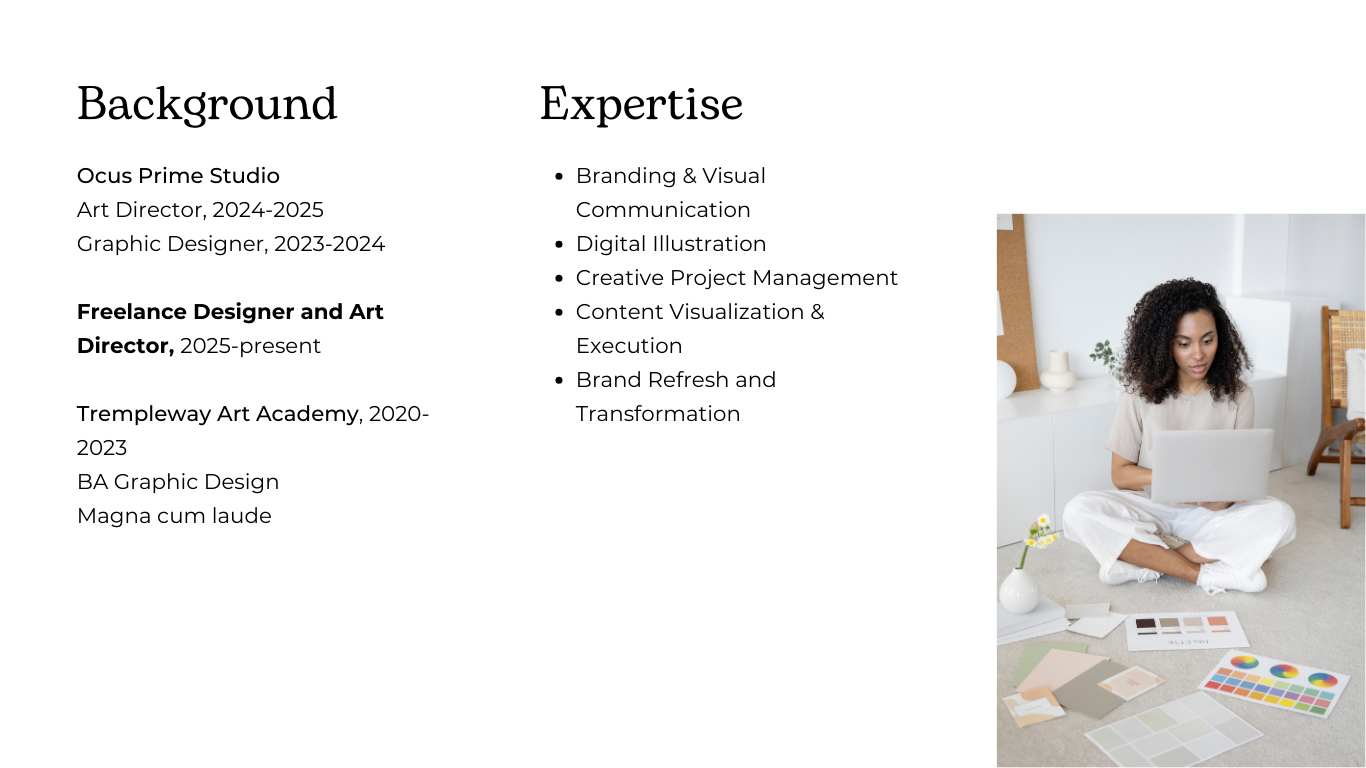 Background
Ocus Prime Studio
Art Director, 2024-2025
Graphic Designer, 2023-2024
Freelance Designer and Art
Director, 2025-present
Trempleway Art Academy, 2020-
2023
BA Graphic Design
Magna cum laude
Expertise
Branding & Visual
Communication
Digital Illustration
Creative Project Management
Content Visualization &
Execution
Brand Refresh and
Transformation
PALETTE